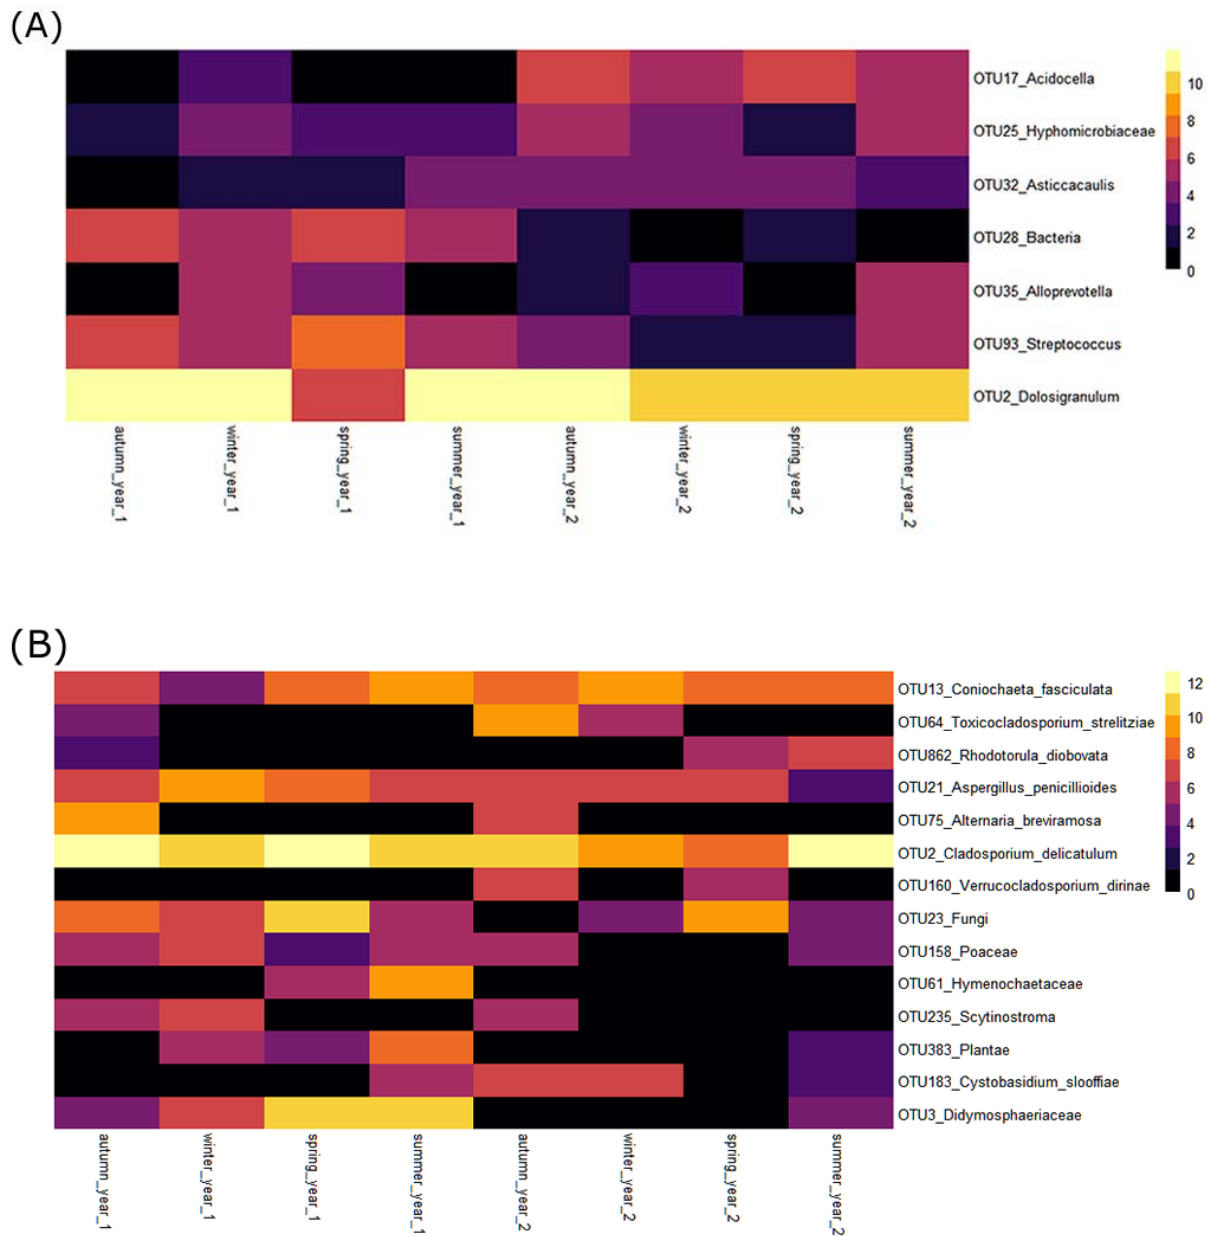 (A)
OTU17_Acidocella
OTU25_Hyphomicrobiaceae
OTU32_Asticcacaulis
OTU28_Bacteria
OTU35_Alloprevotella
OTU93_Streptococcus
OTU2_Dolosigranulum
10
8
6
4
2
0
autumn_year_1
winter_year_1
spring_year_1
summer_year_1
autumn_year_2
winter_year_2
spring_year_2
summer_year_2
(B)
OTU13_Coniochaeta_fasciculata
OTU64_Toxicocladosporium_strelitziae
OTU862_Rhodotorula_diobovata
OTU21_Aspergillus_penicillioides
OTU75_Alternaria_breviramosa
OTU2_Cladosporium_delicatulum
OTU160_Verrucocladosporium_dirinae
OTU23_Fungi
OTU158_Poaceae
OTU61_Hymenochaetaceae
OTU235_Scytinostroma
OTU383_Plantae
OTU183_Cystobasidium_slooffiae
OTU3_Didymosphaeriaceae
12
10
8
6
4
2
0
autumn_year_1
winter_year_1
spring_year_1
summer_year_1
autumn_year_2
winter_year_2
spring_year_2
summer_year_2